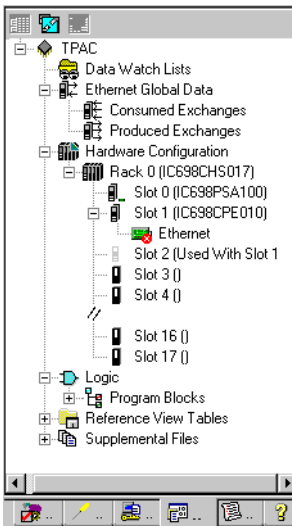 TPAC
Data Watch Lists
Ethernet Global Data
Consumed Exchanges
Produced Exchanges
Hardware Configuration
Rack 0 (IC698CHS017)
Slot 0 (IC698PSA100)
Slot 1 (IC698CPE010)
Ethernet
Slot 2 (Used With Slot 1
Slot 3 ()
Slot 4 ()
//
Slot 16 ()
Slot 17 ()
Logic
Program Blocks
Reference View Tables
Supplemental Files